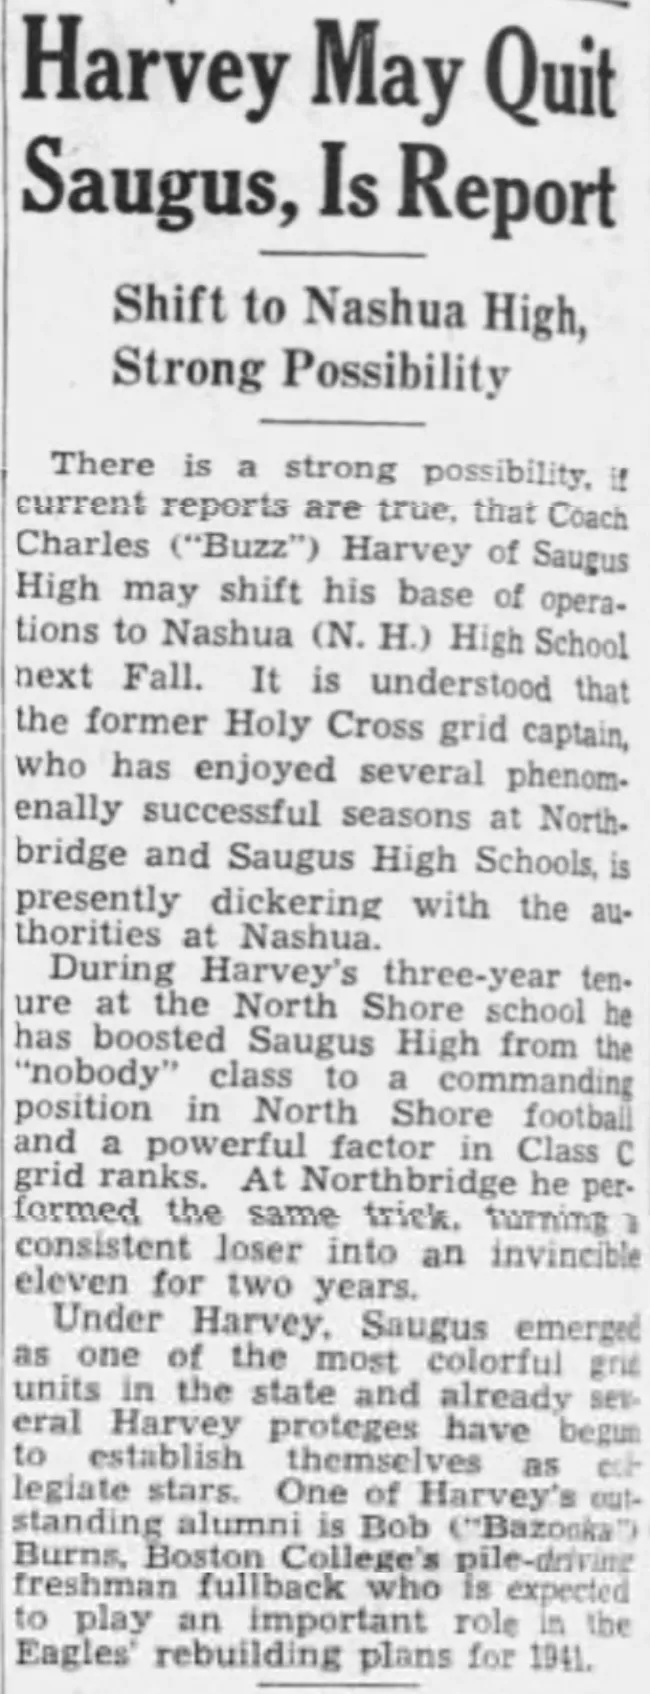 Harvey May Quit
Saugus, Is Report
Shift to Nashua High,
Strong Possibility
There is a strong possibility, if
current reports are true, that Coach
Charles ("Buzz") Harvey of Saugus
High may shift his base of opera-
tions to Nashua (N. H.) High School
next Fall. It is understood that
the former Holy Cross grid captain,
who has enjoyed several phenom-
enally successful seasons at North-
bridge and Saugus High Schools, is
presently dickering with the au-
thorities at Nashua.
During Harvey's three-year ten-
ure at the North Shore school he
has boosted Saugus High from the
"nobody" class to a commanding
position in North Shore football
and a powerful factor in Class C
grid ranks. At Northbridge he per-
formed the same trick, turning a
consistent loser into an invincible
eleven for two years.
Under Harvey, Saugus emerged
as one of the most colorful grid
units in the state and already sev-
eral Harvey proteges have begun
to establish themselves as col-
legiate stars. One of Harvey's out-
standing alumni is Bob ("Bazooka")
Burns, Boston College's pile-driving
freshman fullback who is expected
to play an important role in the
Eagles' rebuilding plans for 1941.